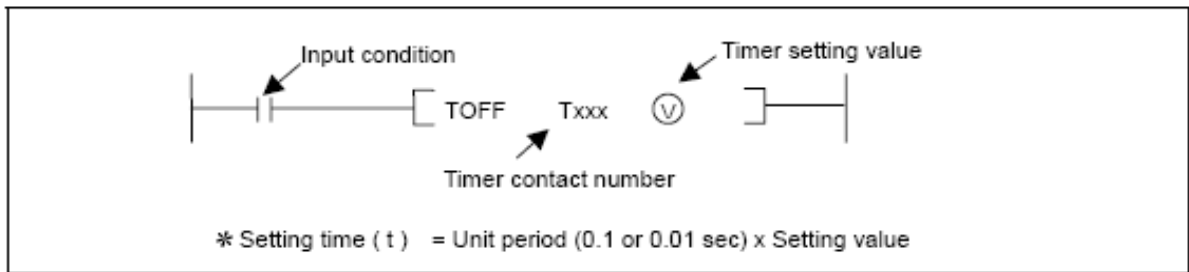 Input condition
Timer setting value
TOFF Txxx V
Timer contact number
* Setting time ( t ) = Unit period (0.1 or 0.01 sec) x Setting value